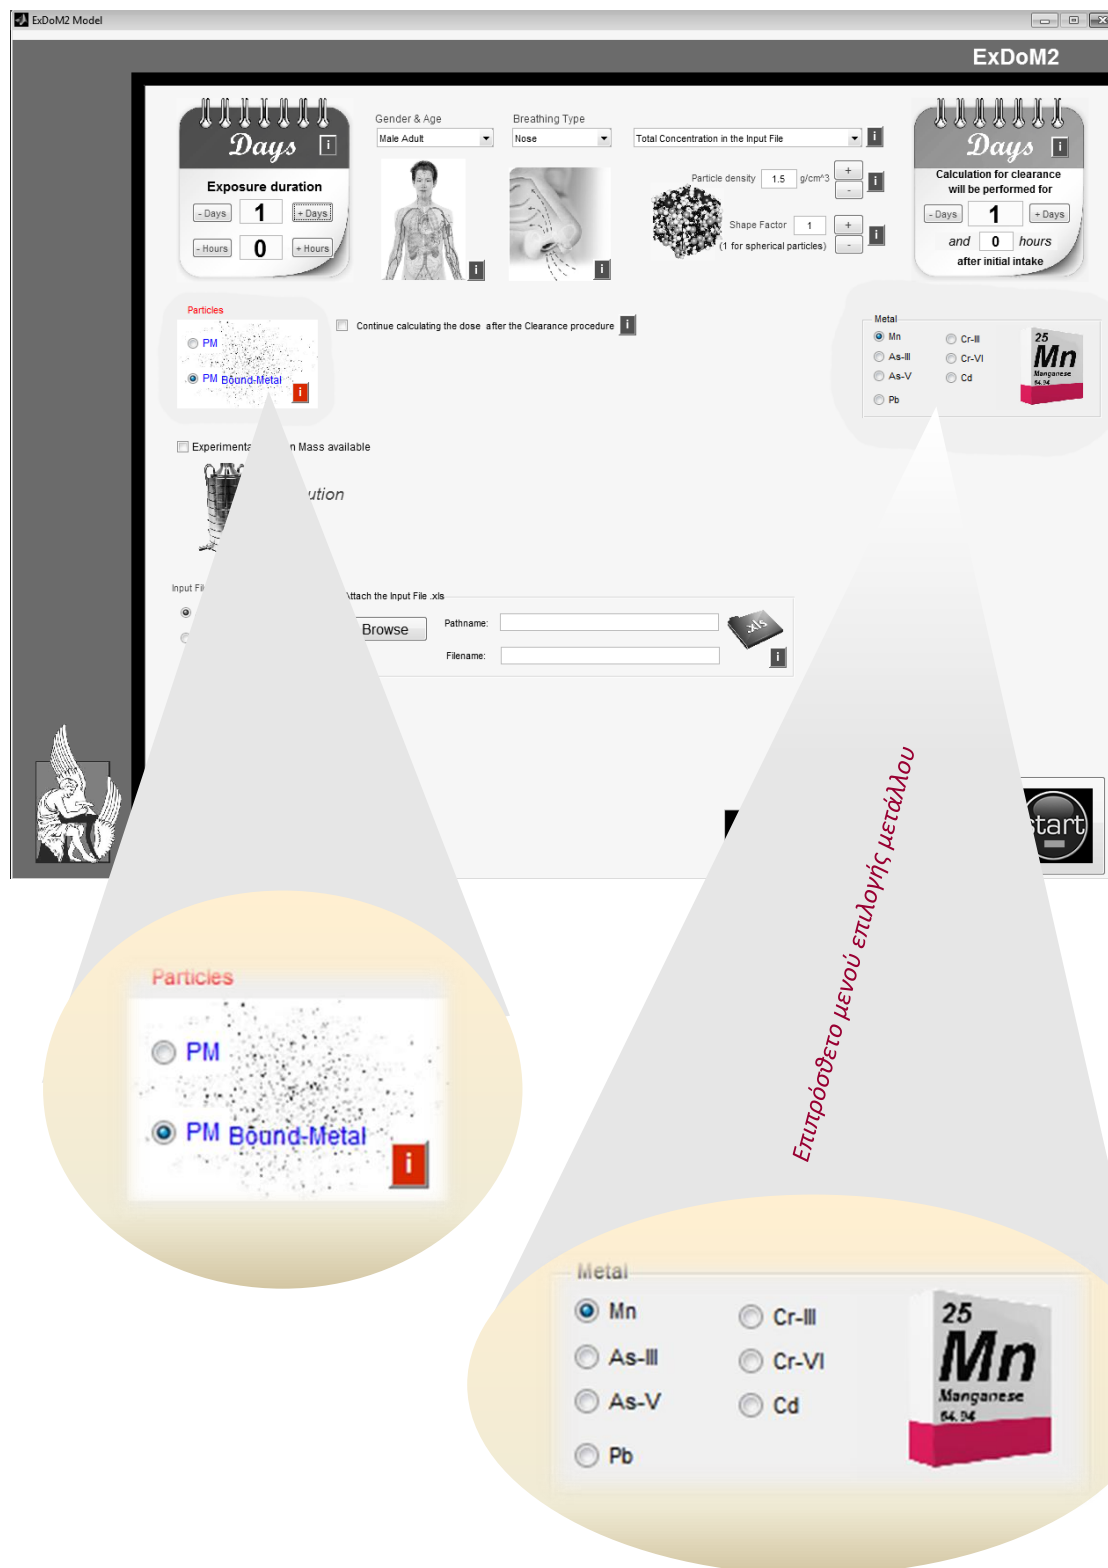 ExDoM2 Model
ExDoM2
Days i
Exposure duration
- Days 1 + Days
- Hours 0 + Hours
Gender & Age
Male Adult
i
Breathing Type
Nose
i
Total Concentration in the Input File i
Particle density 1.5 g/cm^3 + - i
Shape Factor 1 + - i
(1 for spherical particles)
Days i
Calculation for clearance
will be performed for
- Days 1 + Days
and 0 hours
after initial intake
Particles
PM
PM Bound-Metal
i
Continue calculating the dose after the Clearance procedure i
Metal
Mn Cr-III
As-III Cr-VI
As-V Cd
Pb
25
Mn
Manganese
Mass available
Attach the Input File .xls
Browse
Pathname:
Filename:
.xls
i
start
Επιπρόσθετο μενού επιλογής μετάλλου
Particles
PM
PM Bound-Metal
i
Metal
Mn Cr-III
As-III Cr-VI
As-V Cd
Pb
25
Mn
Manganese